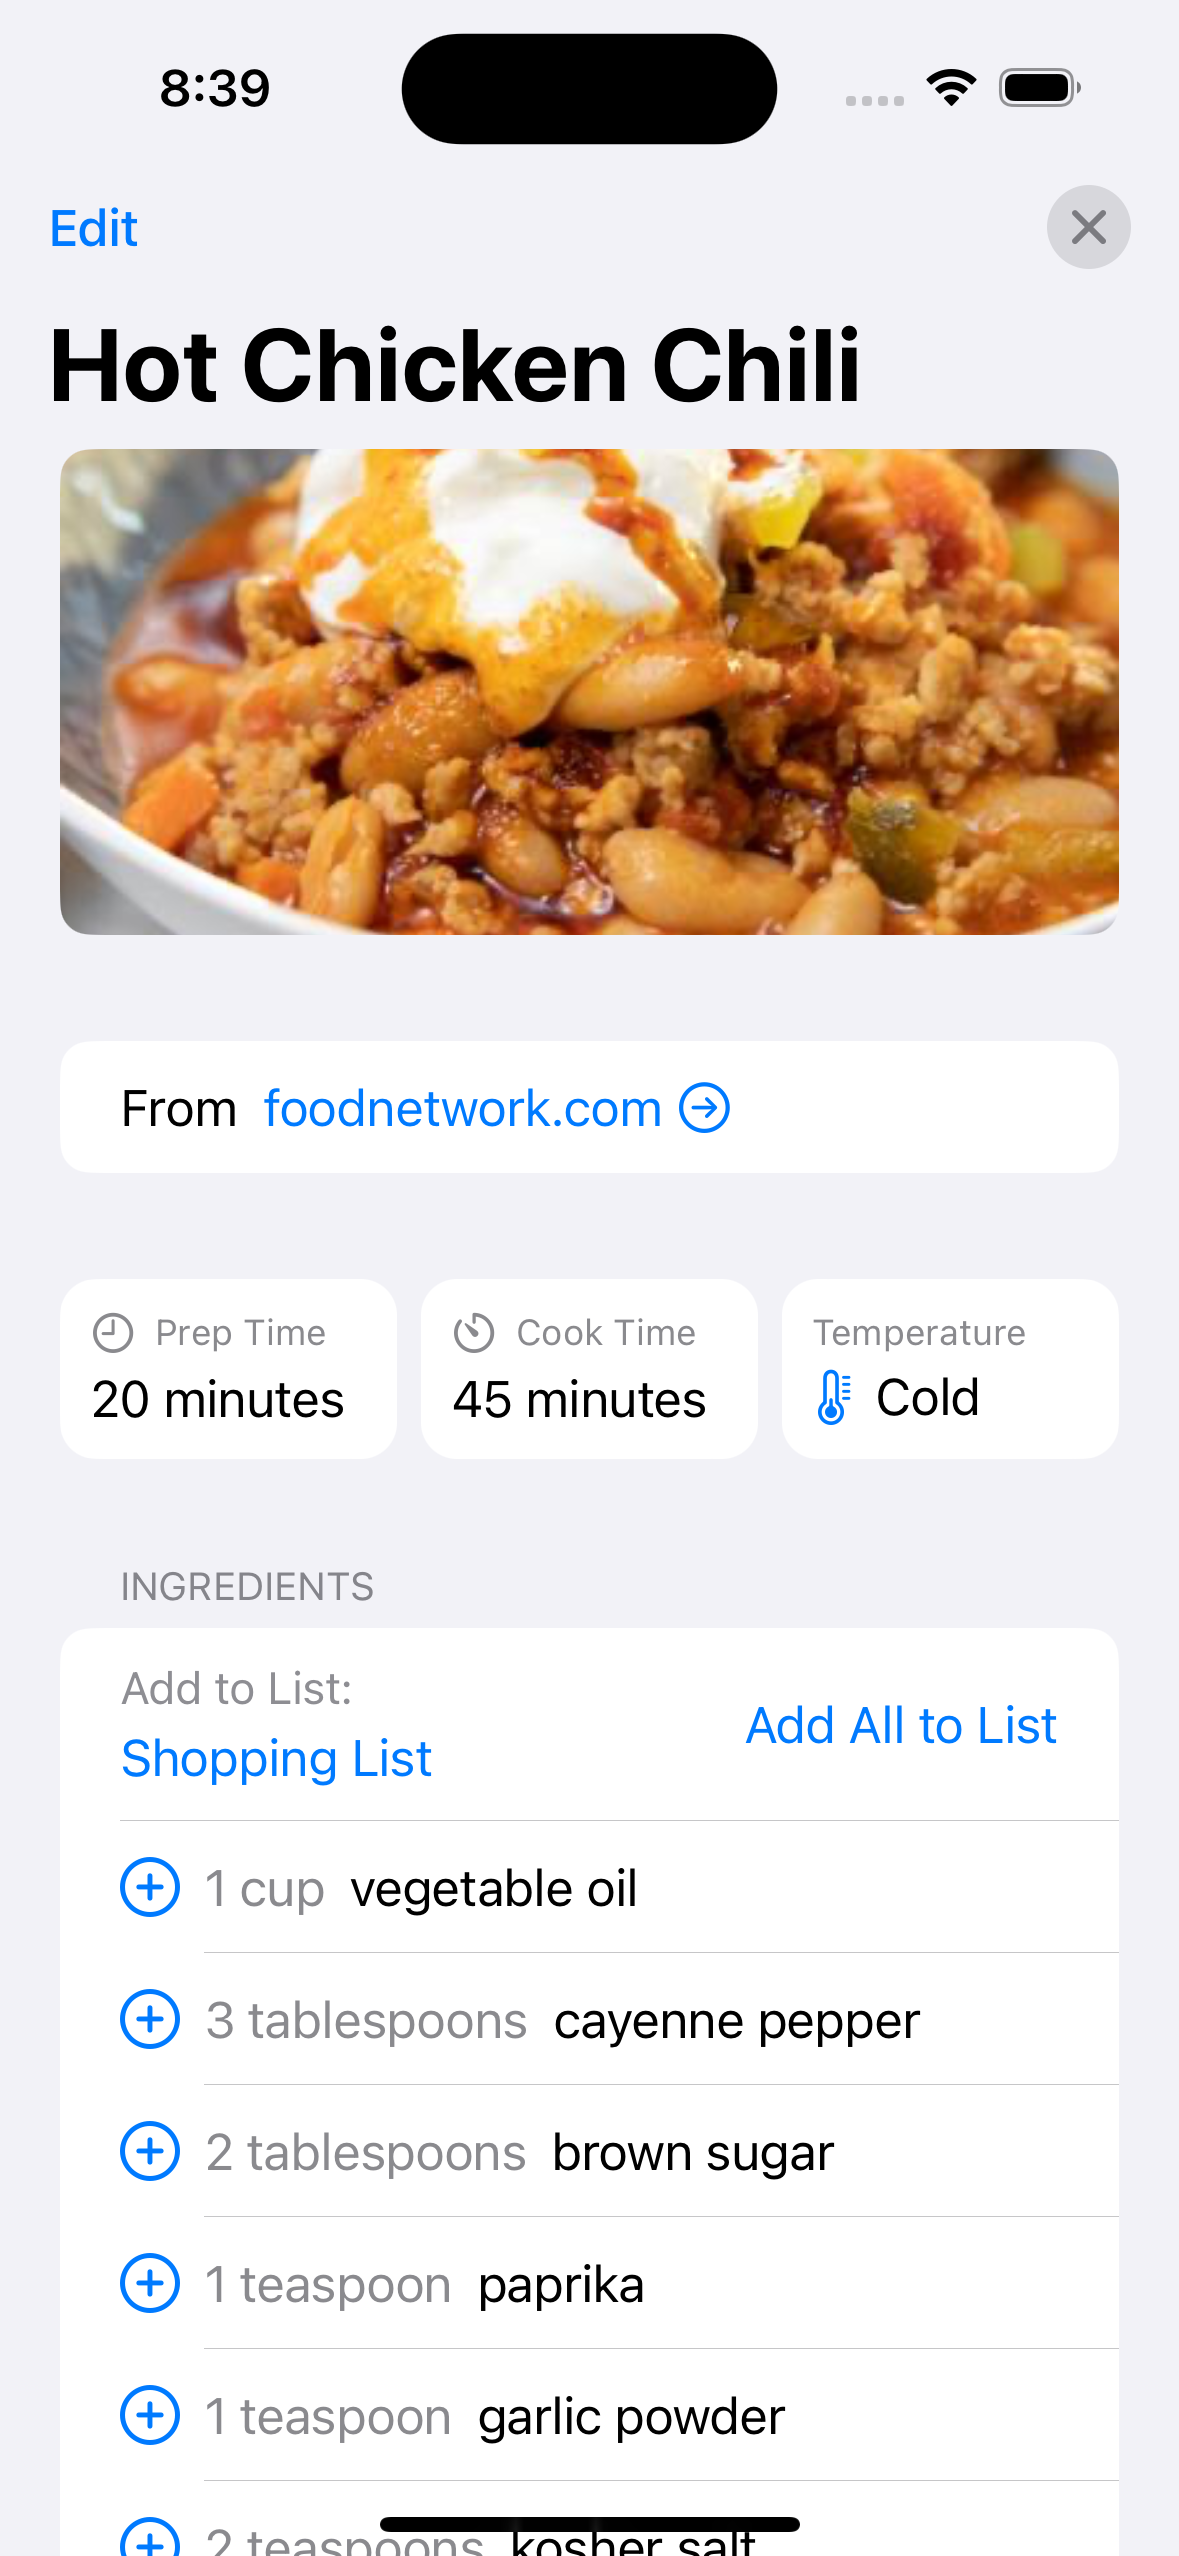 8:39
Edit
Hot Chicken Chili
From foodnetwork.com
Prep Time
20 minutes
Cook Time
45 minutes
Temperature
Cold
INGREDIENTS
Add to List:
Shopping List
Add All to List
1 cup vegetable oil
3 tablespoons cayenne pepper
2 tablespoons brown sugar
1 teaspoon paprika
1 teaspoon garlic powder
2 teaspoons kosher salt